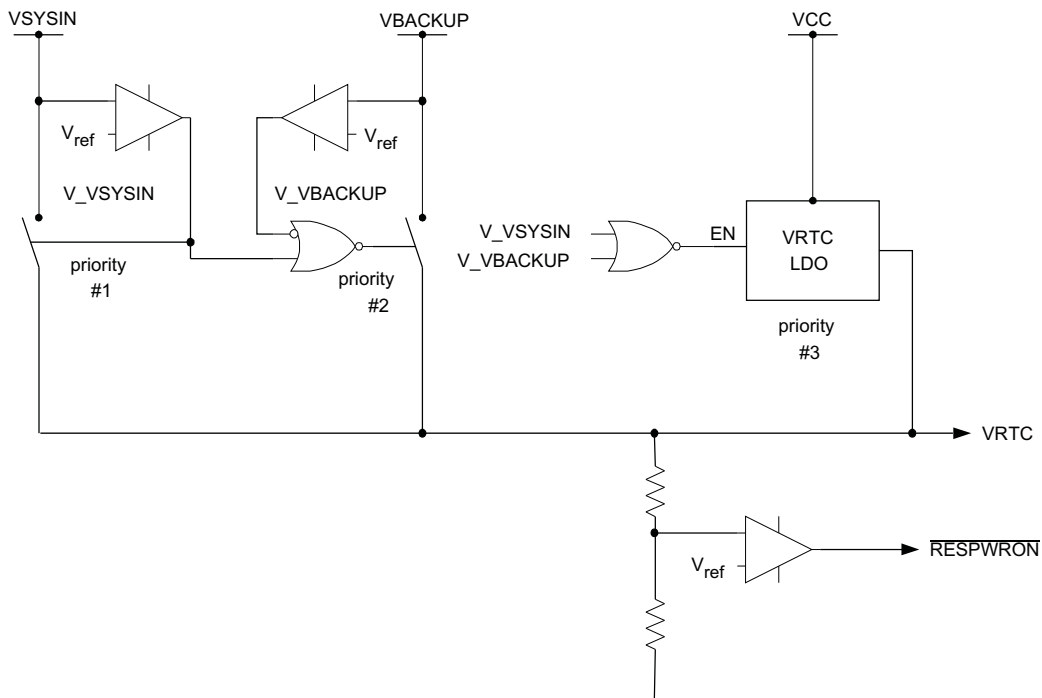 VSYSIN
VBACKUP
VCC
Vref
Vref
V_VSYSIN
V_VBACKUP
priority
#1
priority
#2
V_VSYSIN
V_VBACKUP
EN
VRTC
LDO
priority
#3
VRTC
Vref
RESPWRON